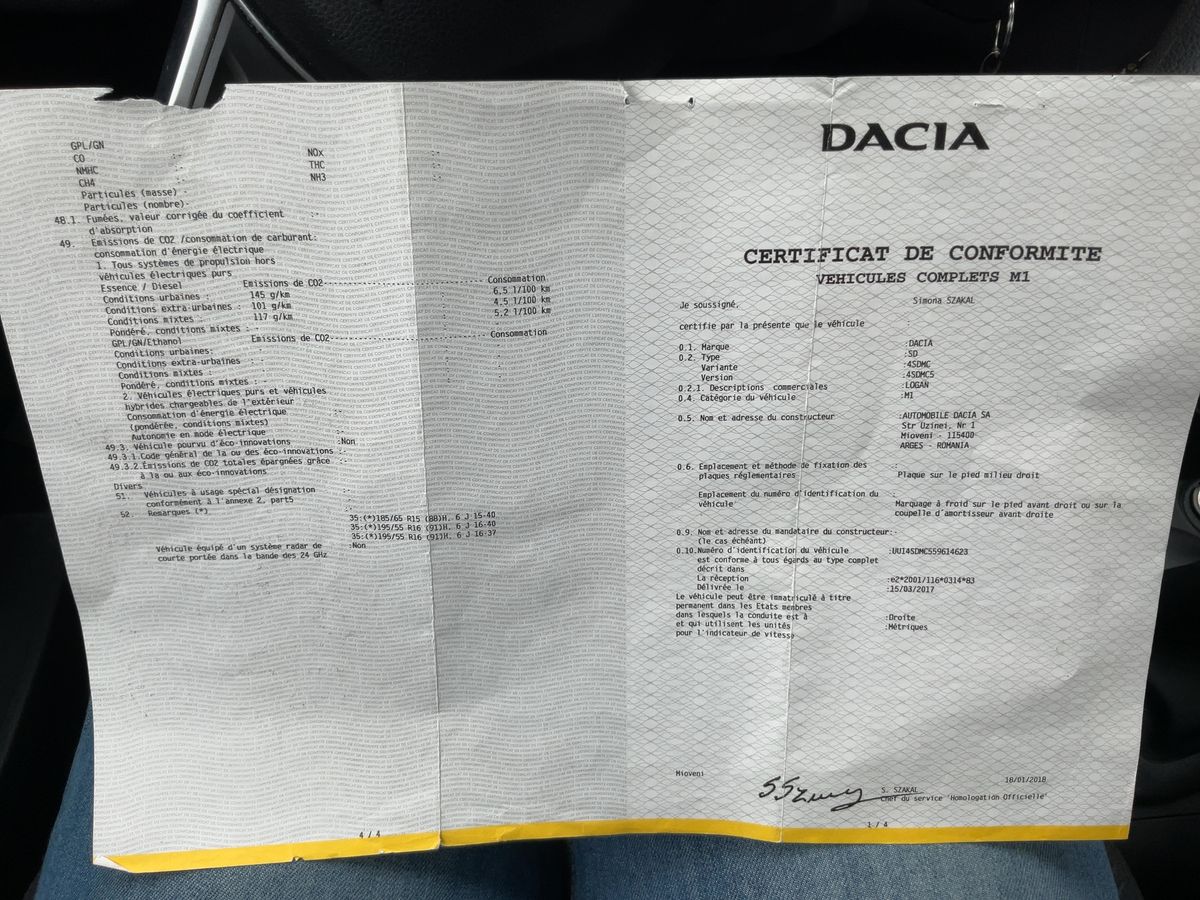 GPL/GN
CO :- NOx :-
NMHC :- THC :-
CH4 :- NH3 :-
Particules (masse) -
Particules (nombre)-
48.1. Fumées, valeur corrigée du coefficient :-
d'absorption
49. Emissions de CO2 /consommation de carburant:
consommation d'énergie électrique
1. Tous systèmes de propulsion hors
véhicules électriques purs
Essence / Diesel Emissions de CO2 Consommation
Conditions urbaines : 145 g/km 6.5 l/100 km
Conditions extra-urbaines : 101 g/km 4.5 l/100 km
Conditions mixtes : 117 g/km 5.2 l/100 km
Pondéré, conditions mixtes : -
GPL/GN/Ethanol Emissions de CO2 Consommation
Conditions urbaines:
Conditions extra-urbaines :
Conditions mixtes :
Pondéré, conditions mixtes : -
2. Véhicules électriques purs et véhicules
hybrides chargeables de l'extérieur
Consommation d'énergie électrique :-
(pondérée, conditions mixtes)
Autonomie en mode électrique :-
49.3. Véhicule pourvu d'éco-innovations :Non
49.3.1.Code général de la ou des éco-innovations :-
49.3.2.Emissions de CO2 totales épargnées grâce :-
à la ou aux éco-innovations
Divers
51. Véhicules à usage spécial désignation :-
conformément à l'annexe 2, part5
52. Remarques (*) :-
35:(*)185/65 R15 (88)H. 6 J 15-40
35:(*)195/55 R16 (91)H. 6 J 16-40
35:(*)195/55 R16 (91)H. 6 J 16-37
Véhicule équipé d'un système radar de :Non
courte portée dans la bande des 24 GHz
4 / 4
DACIA
CERTIFICAT DE CONFORMITE
VEHICULES COMPLETS M1
Je soussigné, Simona SZAKAL
certifie par la présente que le véhicule :
0.1. Marque :DACIA
0.2. Type :SD
Variante :4SDMC
Version :4SDMC5
0.2.1. Descriptions commerciales :LOGAN
0.4. Catégorie du véhicule :M1
0.5. Nom et adresse du constructeur :AUTOMOBILE DACIA SA
Str Uzinei, Nr 1
Mioveni - 115400
ARGES - ROMANIA
0.6. Emplacement et méthode de fixation des :
plaques réglementaires Plaque sur le pied milieu droit
Emplacement du numéro d'identification du :
véhicule Marquage à froid sur le pied avant droit ou sur la
coupelle d'amortisseur avant droite
0.9. Nom et adresse du mandataire du constructeur:-
(le cas échéant)
0.10.Numéro d'identification du véhicule :UUI4SDMC559614623
est conforme à tous égards au type complet
décrit dans
La réception :e2*2001/116*0314*83
Délivrée le :15/03/2017
Le véhicule peut être immatriculé à titre
permanent dans les Etats membres
dans lesquels la conduite est à :Droite
et qui utilisent les unités :Métriques
pour l'indicateur de vitesse
Mioveni 18/01/2018
S. SZAKAL
Chef du service 'Homologation Officielle'
1 / 4